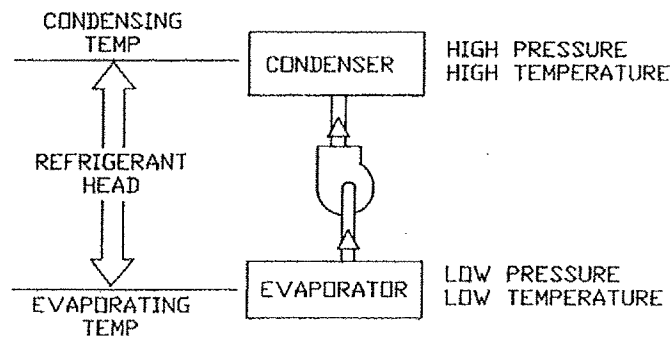 CONDENSING
TEMP
CONDENSER
HIGH PRESSURE
HIGH TEMPERATURE
REFRIGERANT
HEAD
EVAPORATOR
LOW PRESSURE
LOW TEMPERATURE
EVAPORATING
TEMP